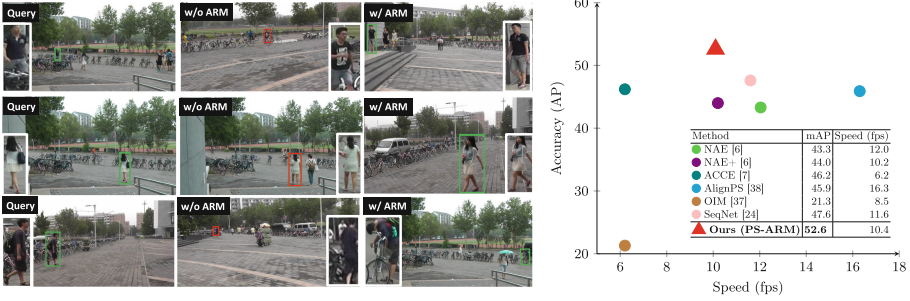 Query w/o ARM w/ ARM
Query w/o ARM w/ ARM
Query w/o ARM w/ ARM
60
50
40
30
20
Accuracy (AP)
6 8 10 12 14 16 18
Speed (fps)
Method mAP Speed (fps)
NAE [6] 43.3 12.0
NAE+ [6] 44.0 10.2
ACCE [7] 46.2 6.2
AlignPS [38] 45.9 16.3
OIM [37] 21.3 8.5
SeqNet [24] 47.6 11.6
Ours (PS-ARM) 52.6 10.4